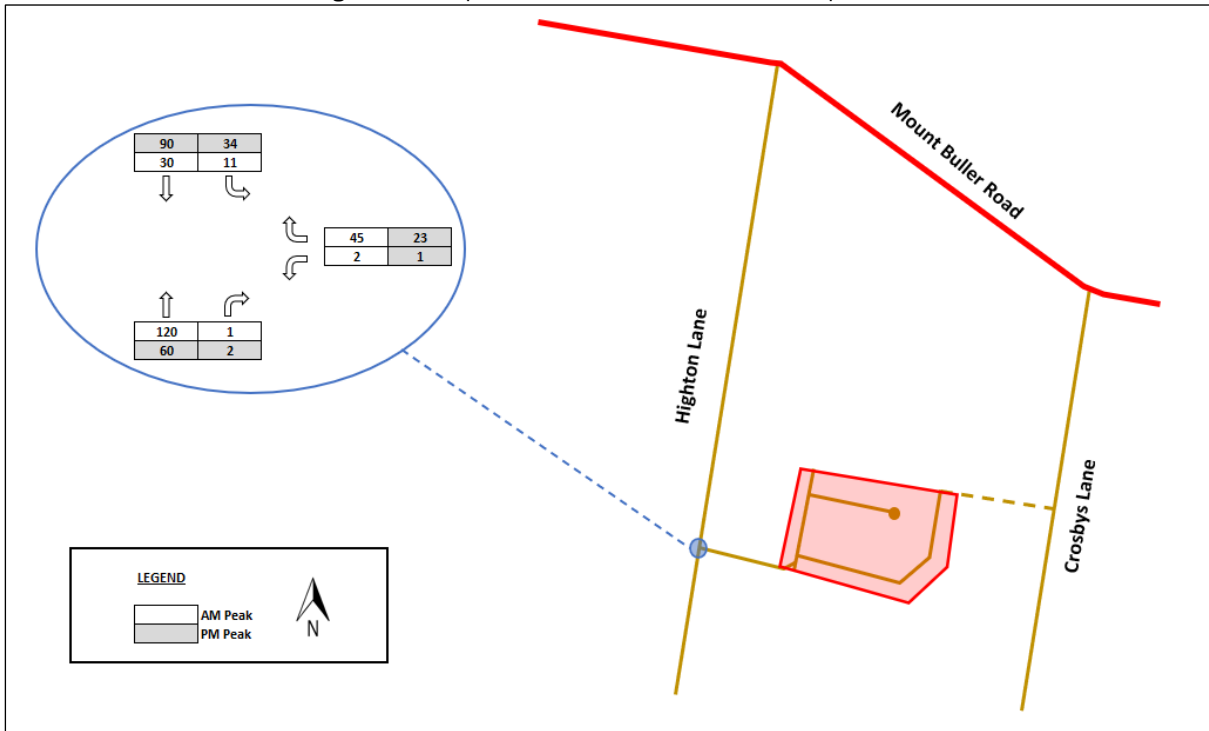 90 34
30 11
45 23
2 1
120 1
60 2
Mount Buller Road
Highton Lane
Crosbys Lane
LEGEND
AM Peak
PM Peak
N